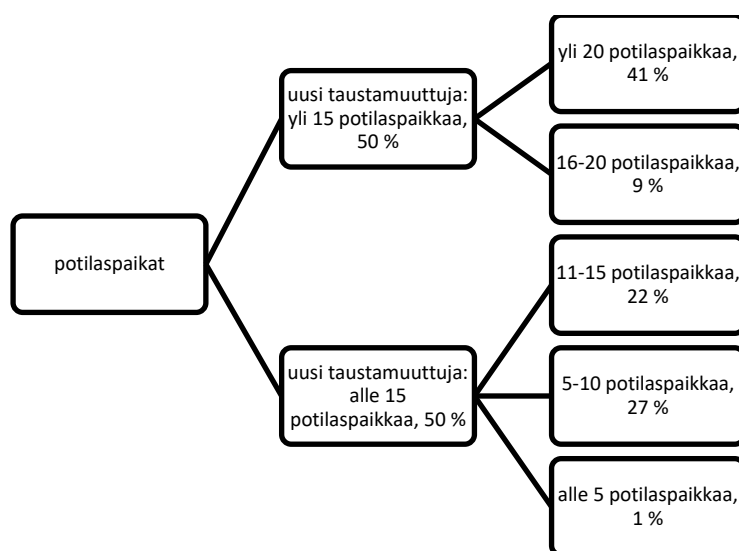 potilaspaikat
uusi taustamuuttuja:
yli 15 potilaspaikkaa,
50 %
yli 20 potilaspaikkaa,
41 %
16-20 potilaspaikkaa,
9 %
uusi taustamuuttuja:
alle 15
potilaspaikkaa, 50 %
11-15 potilaspaikkaa,
22 %
5-10 potilaspaikkaa,
27 %
alle 5 potilaspaikkaa,
1 %